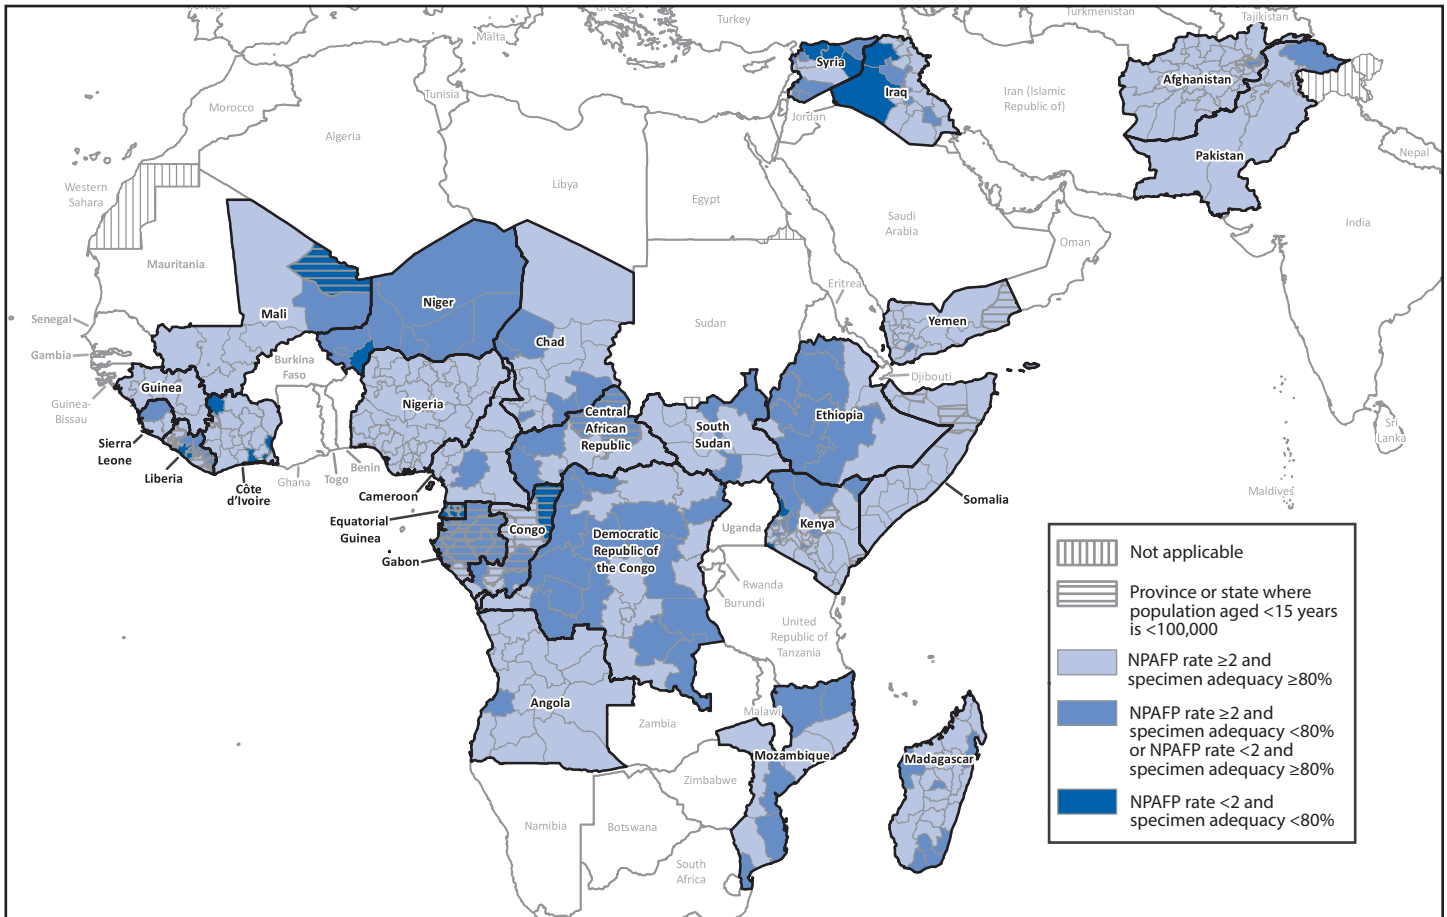 Portugal
Greece
Turkey
Turkmenistan
Tajikistan
Malta
Syria
Afghanistan
Tunisia
Iraq
Iran (Islamic
Republic of)
Morocco
Jordan
Algeria
Pakistan
Nepal
Western
Sahara
Libya
Egypt
Saudi
Arabia
India
Oman
Mauritania
Eritrea
Niger
Mali
Yemen
Senegal
Sudan
Chad
Gambia
Burkina
Faso
Djibouti
Guinea
Guinea-
Bissau
Nigeria
Central
African
Republic
Ethiopia
South
Sudan
Sri
Lanka
Sierra
Leone
Liberia
Côte
d'Ivoire
Ghana
Togo
Benin
Cameroon
Maldives
Somalia
Equatorial
Guinea
Congo
Uganda
Kenya
Democratic
Republic of
the Congo
Gabon
Rwanda
Burundi
United
Republic of
Tanzania
Angola
Zambia
Malawi
Mozambique
Madagascar
Zimbabwe
Namibia
Botswana
South
Africa
Not applicable
Province or state where
population aged <15 years
is <100,000
NPAFP rate ≥2 and
specimen adequacy ≥80%
NPAFP rate ≥2 and
specimen adequacy <80%
or NPAFP rate <2 and
specimen adequacy ≥80%
NPAFP rate <2 and
specimen adequacy <80%